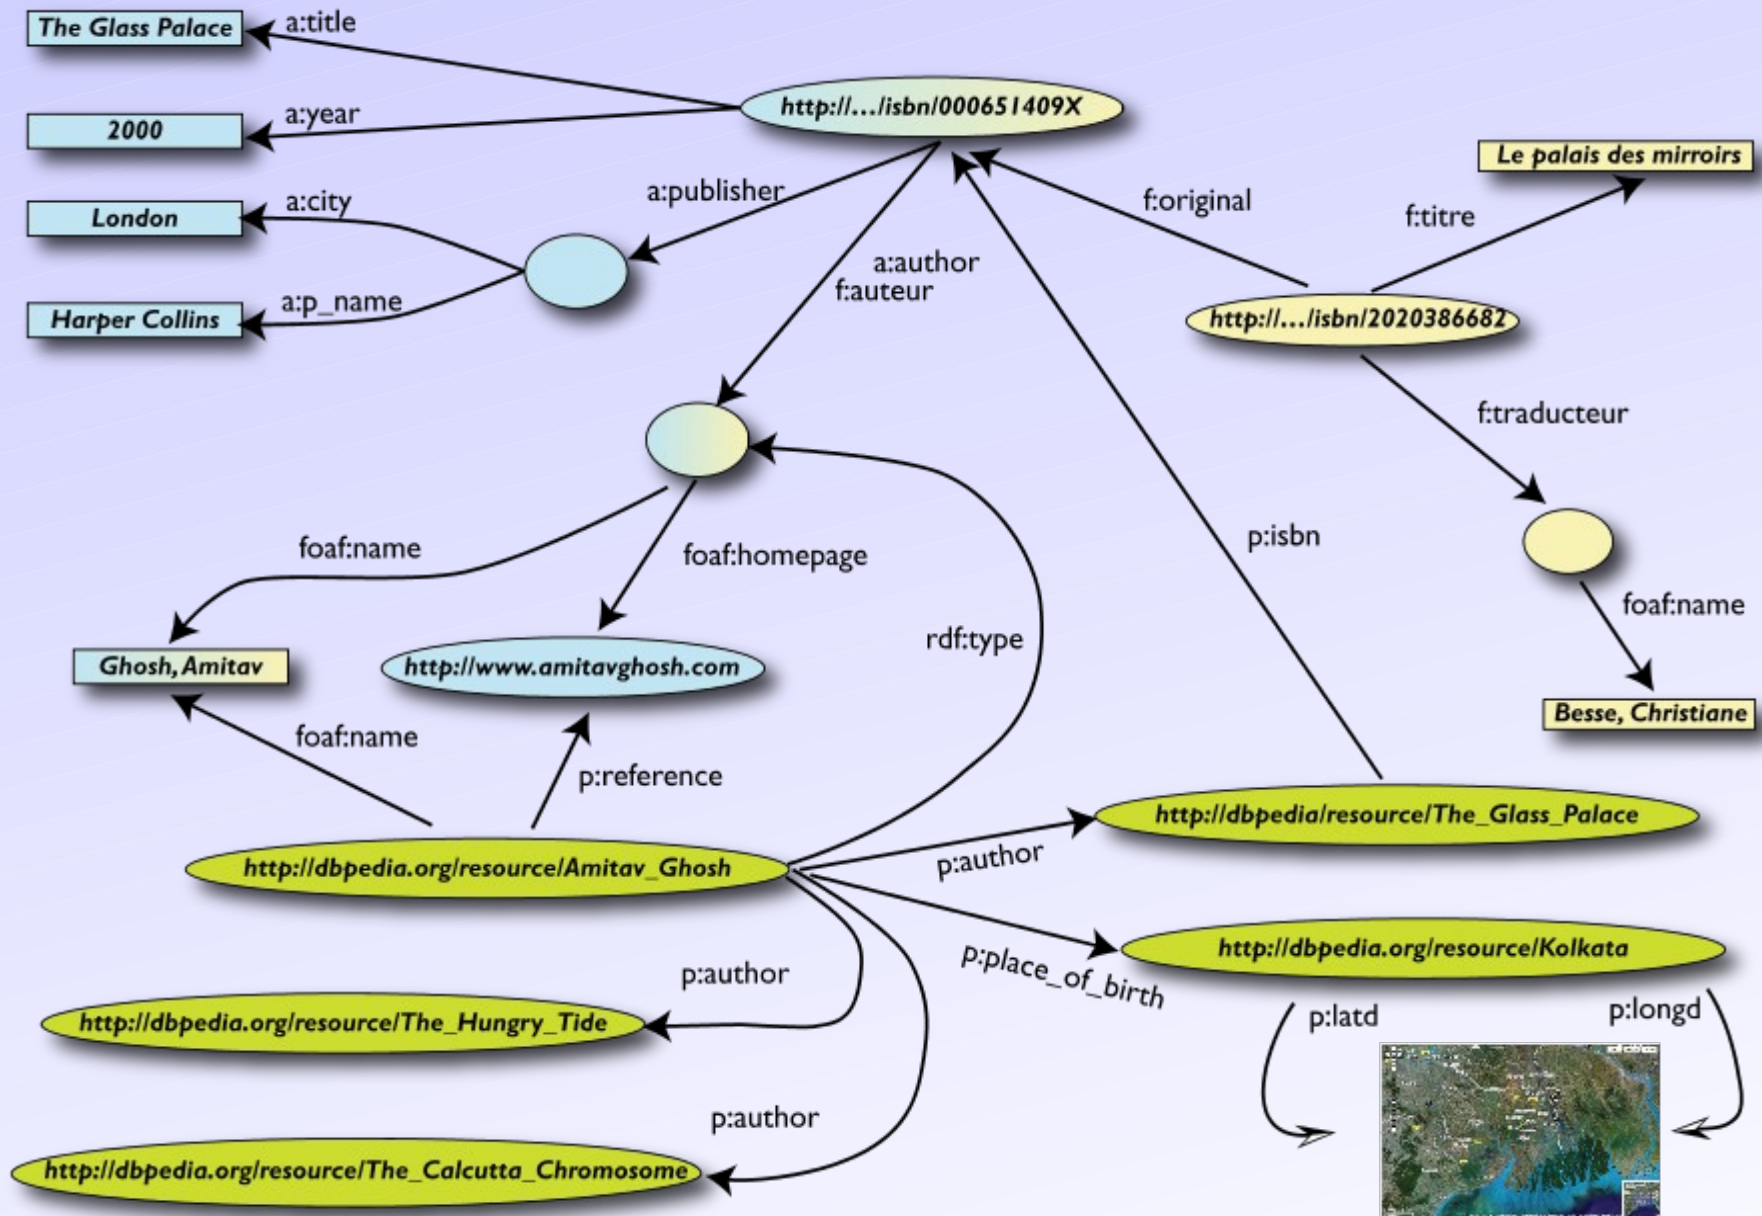 The Glass Palace
a:title
http://.../isbn/000651409X
2000
a:year
Le palais des mirroirs
London
a:city
a:publisher
f:original
f:titre
a:author
f:auteur
Harper Collins
a:p_name
http://.../isbn/2020386682
f:traducteur
foaf:name
foaf:homepage
p:isbn
foaf:name
rdf:type
Ghosh, Amitav
http://www.amitavghosh.com
Besse, Christiane
foaf:name
p:reference
http://dbpedia/resource/The_Glass_Palace
p:author
http://dbpedia.org/resource/Amitav_Ghosh
http://dbpedia.org/resource/Kolkata
p:place_of_birth
p:author
p:latd
p:longd
http://dbpedia.org/resource/The_Hungry_Tide
p:author
http://dbpedia.org/resource/The_Calcutta_Chromosome